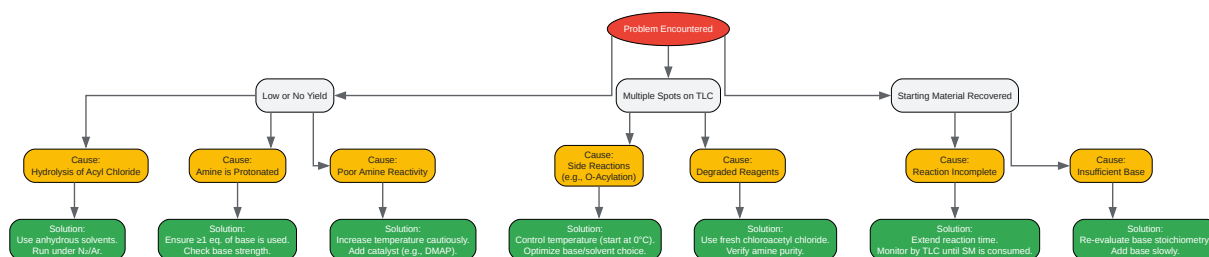 Problem Encountered
Low or No Yield
Multiple Spots on TLC
Starting Material Recovered
Cause:
Hydrolysis of Acyl Chloride
Cause:
Amine is Protonated
Cause:
Poor Amine Reactivity
Cause:
Side Reactions
(e.g., O-Acylation)
Cause:
Degraded Reagents
Cause:
Reaction Incomplete
Cause:
Insufficient Base
Solution:
Use anhydrous solvents.
Run under N₂/Ar.
Solution:
Ensure ≥1 eq. of base is used.
Check base strength.
Solution:
Increase temperature cautiously.
Add catalyst (e.g., DMAP).
Solution:
Control temperature (start at 0°C).
Optimize base/solvent choice.
Solution:
Use fresh chloroacetyl chloride.
Verify amine purity.
Solution:
Extend reaction time.
Monitor by TLC until SM is consumed.
Solution:
Re-evaluate base stoichiometry
Add base slowly.